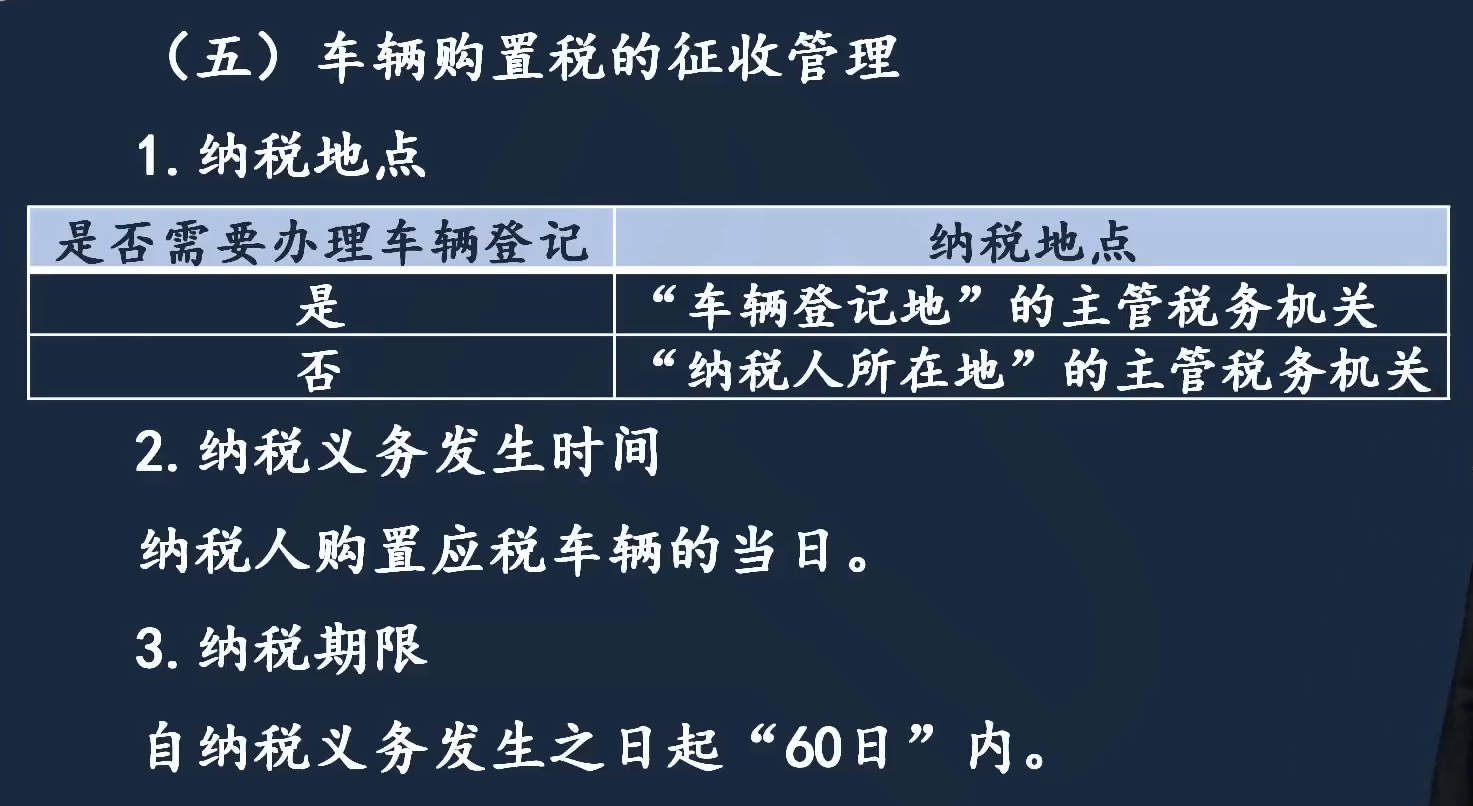 （五）车辆购置税的征收管理
1.纳税地点
是否需要办理车辆登记 纳税地点
是 “车辆登记地”的主管税务机关
否 “纳税人所在地”的主管税务机关
2.纳税义务发生时间
纳税人购置应税车辆的当日。
3.纳税期限
自纳税义务发生之日起“60日”内。